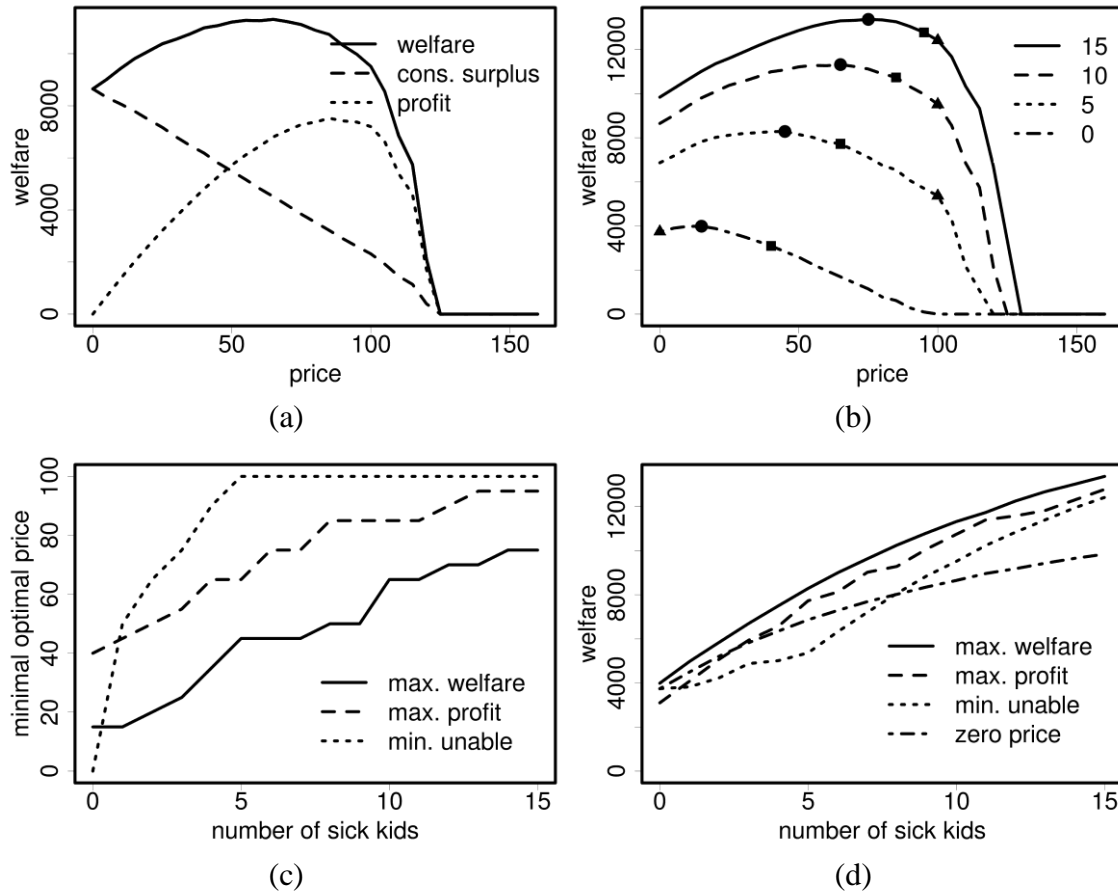 welfare
0 4000 8000
0 50 100 150
price
welfare
cons. surplus
profit
(a)
welfare
0 4000 8000 12000
0 50 100 150
price
15
10
5
0
(b)
minimal optimal price
0 20 40 60 80 100
0 5 10 15
number of sick kids
max. welfare
max. profit
min. unable
(c)
welfare
0 4000 8000 12000
0 5 10 15
number of sick kids
max. welfare
max. profit
min. unable
zero price
(d)